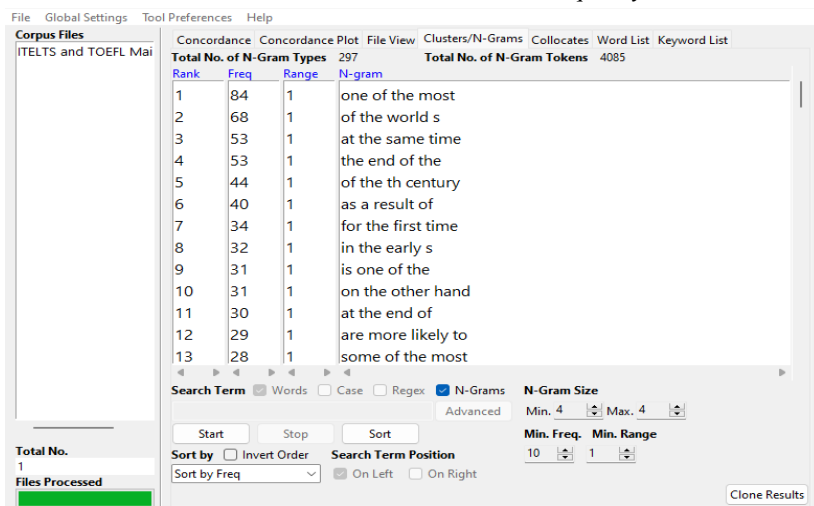 File Global Settings Tool Preferences Help
Corpus Files
ITELTS and TOEFL Mai
Concordance Concordance Plot File View Clusters/N-Grams Collocates Word List Keyword List
Total No. of N-Gram Types 297 Total No. of N-Gram Tokens 4085
Rank Freq Range N-gram
1 84 1 one of the most
2 68 1 of the world s
3 53 1 at the same time
4 53 1 the end of the
5 44 1 of the th century
6 40 1 as a result of
7 34 1 for the first time
8 32 1 in the early s
9 31 1 is one of the
10 31 1 on the other hand
11 30 1 at the end of
12 29 1 are more likely to
13 28 1 some of the most
Search Term Words Case Regex N-Grams N-Gram Size
Advanced Min. 4 Max. 4
Start Stop Sort Min. Freq. Min. Range
Total No.
1
Sort by Invert Order Search Term Position 10 1
Files Processed
Sort by Freq On Left On Right
Clone Results